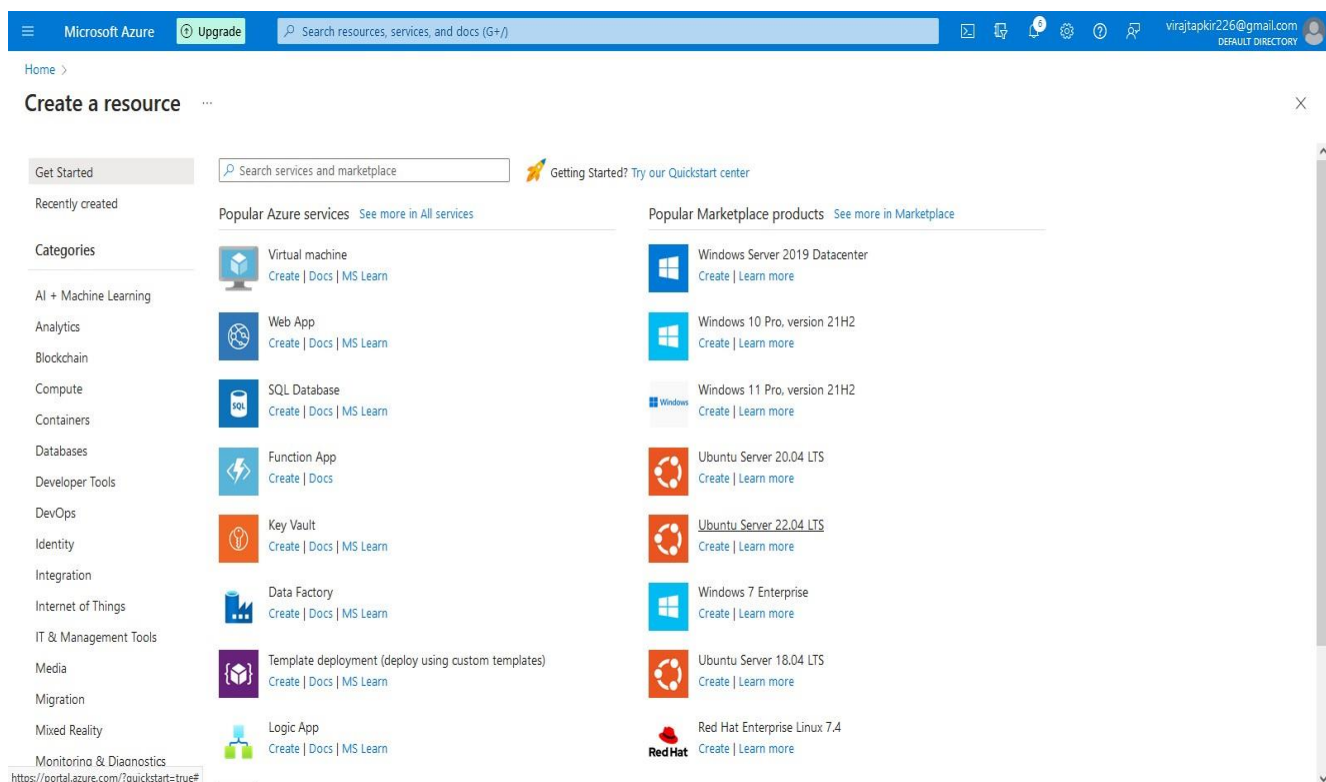 Microsoft Azure
Upgrade
Search resources, services, and docs (G+/)
6
virajtapkir226@gmail.com
DEFAULT DIRECTORY
Home >
Create a resource ...
Get Started
Recently created
Categories
AI + Machine Learning
Analytics
Blockchain
Compute
Containers
Databases
Developer Tools
DevOps
Identity
Integration
Internet of Things
IT & Management Tools
Media
Migration
Mixed Reality
Monitoring & Diagnostics
Search services and marketplace
Getting Started? Try our Quickstart center
Popular Azure services See more in All services
Virtual machine
Create | Docs | MS Learn
Web App
Create | Docs | MS Learn
SQL
SQL Database
Create | Docs | MS Learn
Function App
Create | Docs
Key Vault
Create | Docs | MS Learn
Data Factory
Create | Docs | MS Learn
Template deployment (deploy using custom templates)
Create | Docs | MS Learn
Logic App
Create | Docs | MS Learn
Popular Marketplace products See more in Marketplace
Windows Server 2019 Datacenter
Create | Learn more
Windows 10 Pro, version 21H2
Create | Learn more
Windows
Windows 11 Pro, version 21H2
Create | Learn more
Ubuntu Server 20.04 LTS
Create | Learn more
Ubuntu Server 22.04 LTS
Create | Learn more
Windows 7 Enterprise
Create | Learn more
Ubuntu Server 18.04 LTS
Create | Learn more
Red Hat
Red Hat Enterprise Linux 7.4
Create | Learn more
https://portal.azure.com/?quickstart=true#